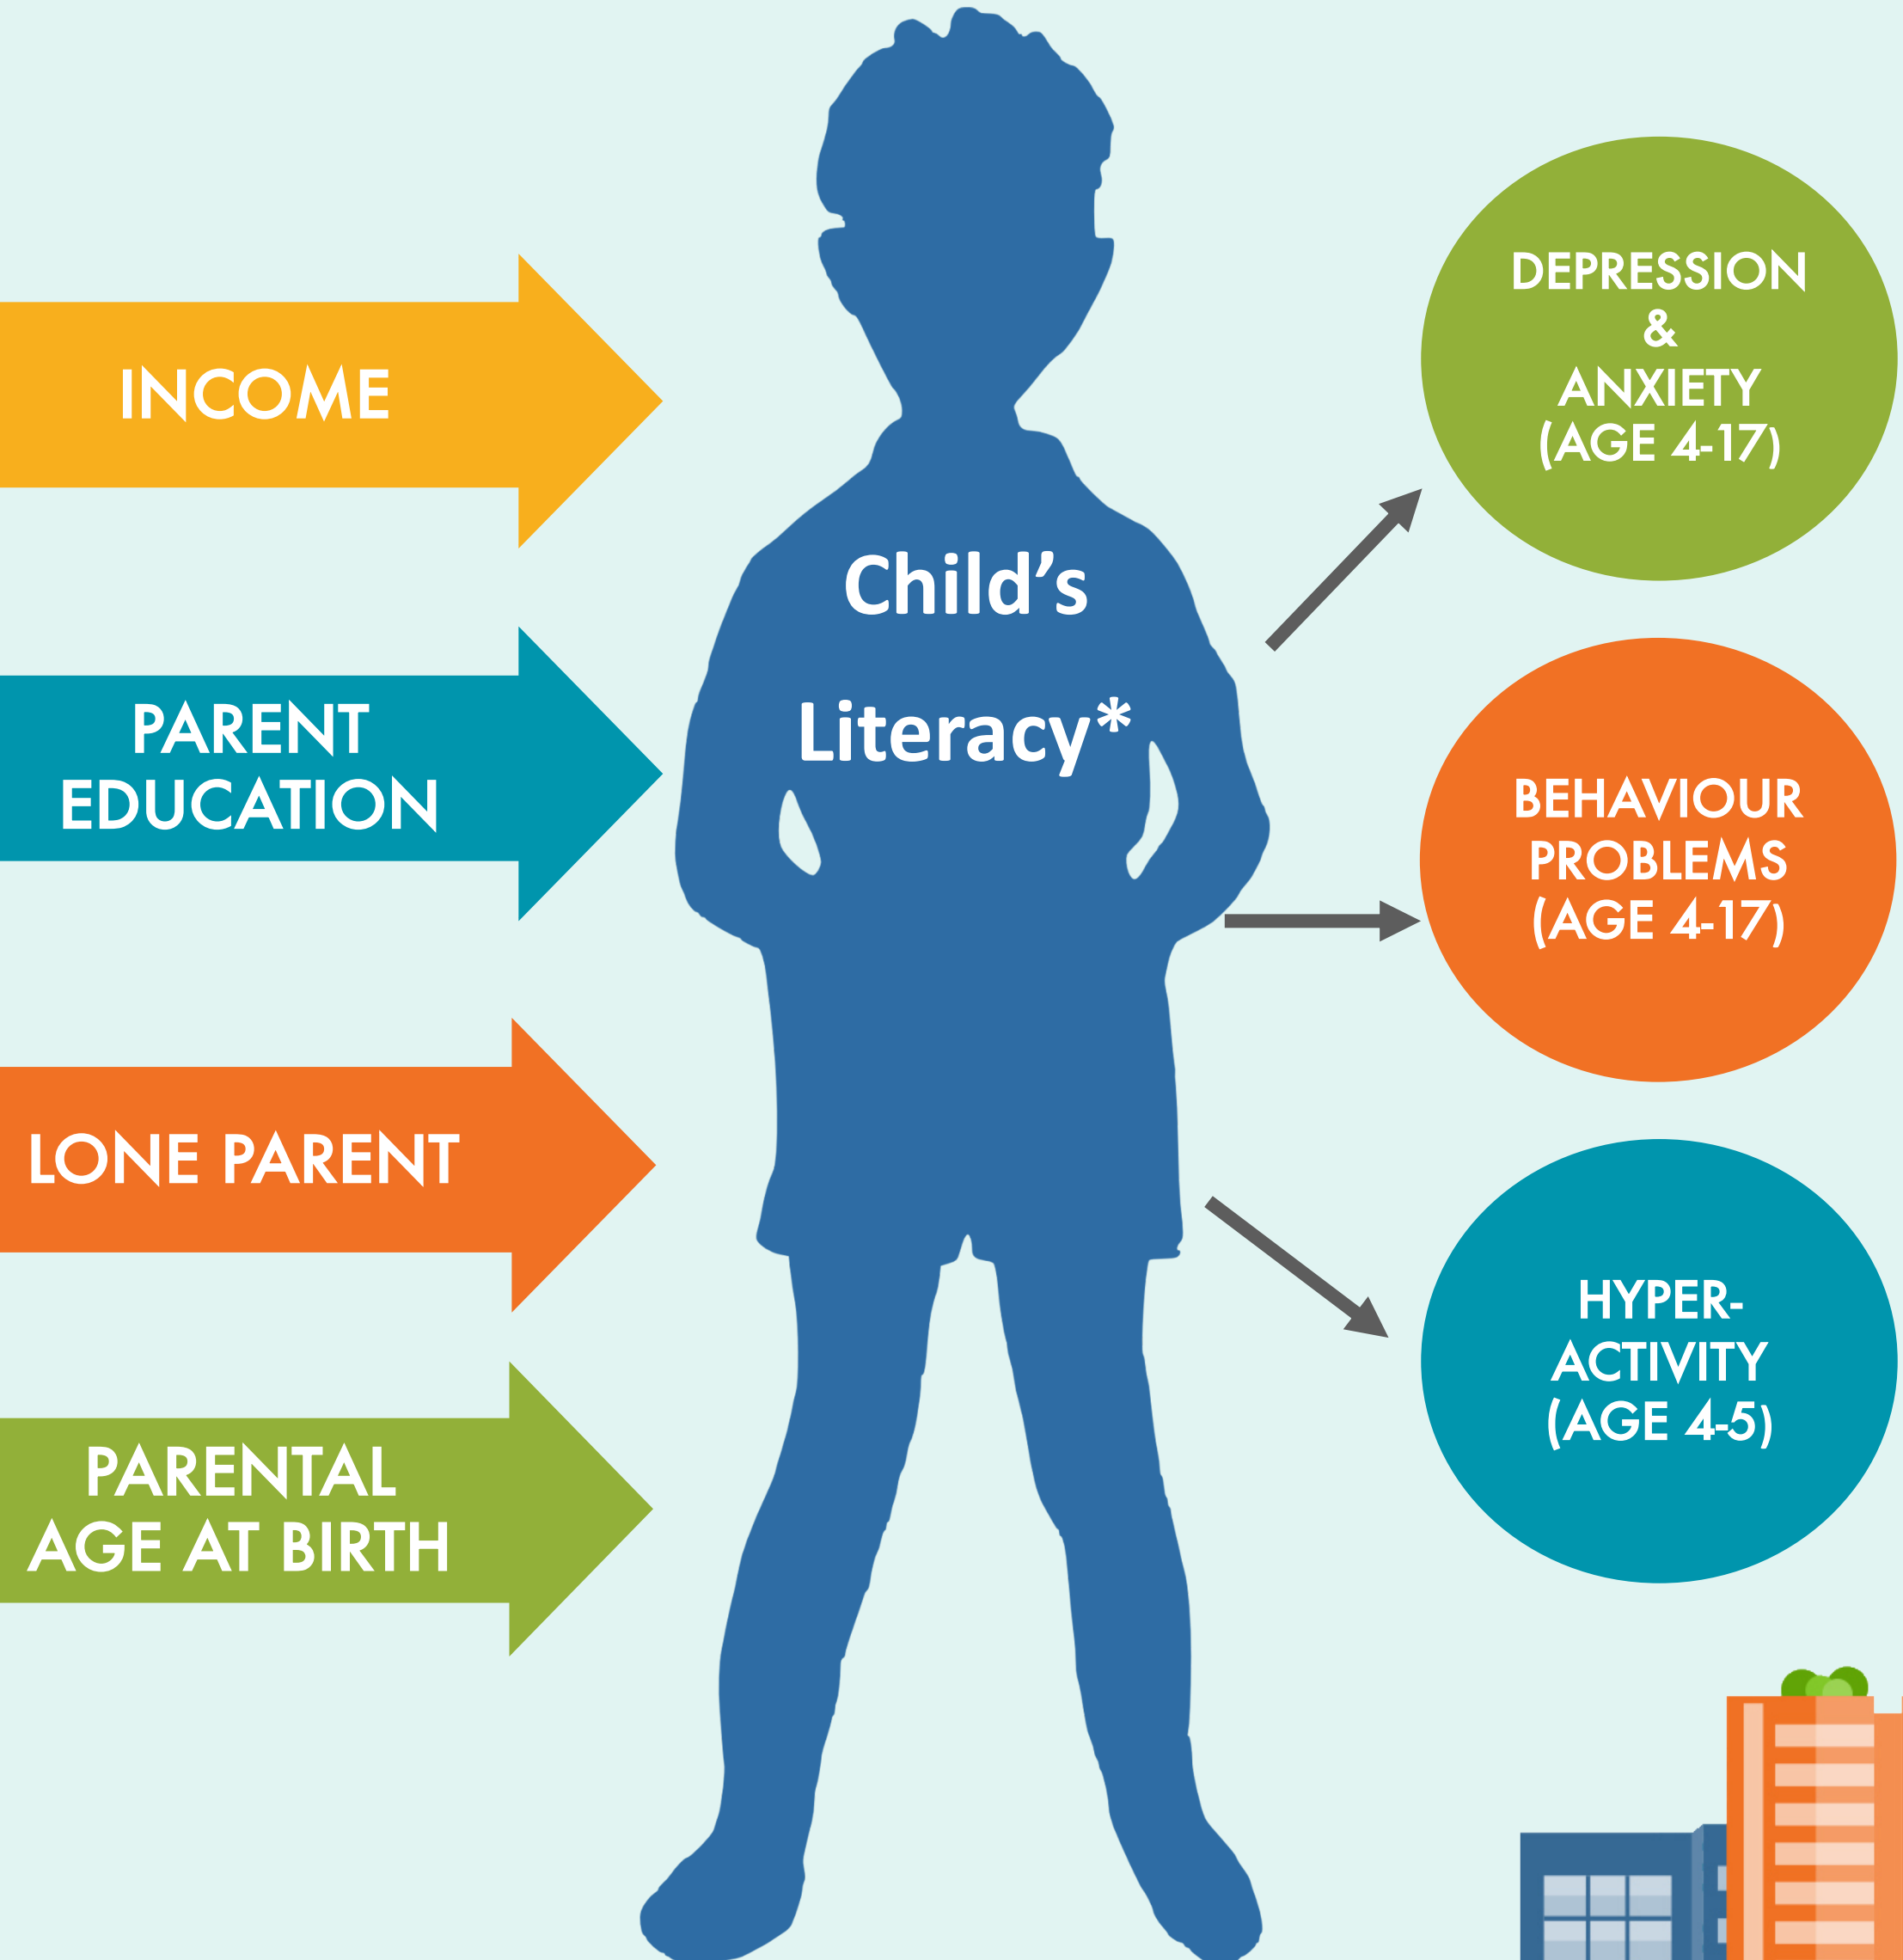 INCOME
PARENT
EDUCATION
LONE PARENT
PARENTAL
AGE AT BIRTH
Child’s
Literacy*
DEPRESSION
&
ANXIETY
(AGE 4-17)
BEHAVIOUR
PROBLEMS
(AGE 4-17)
HYPER-
ACTIVITY
(AGE 4-5)